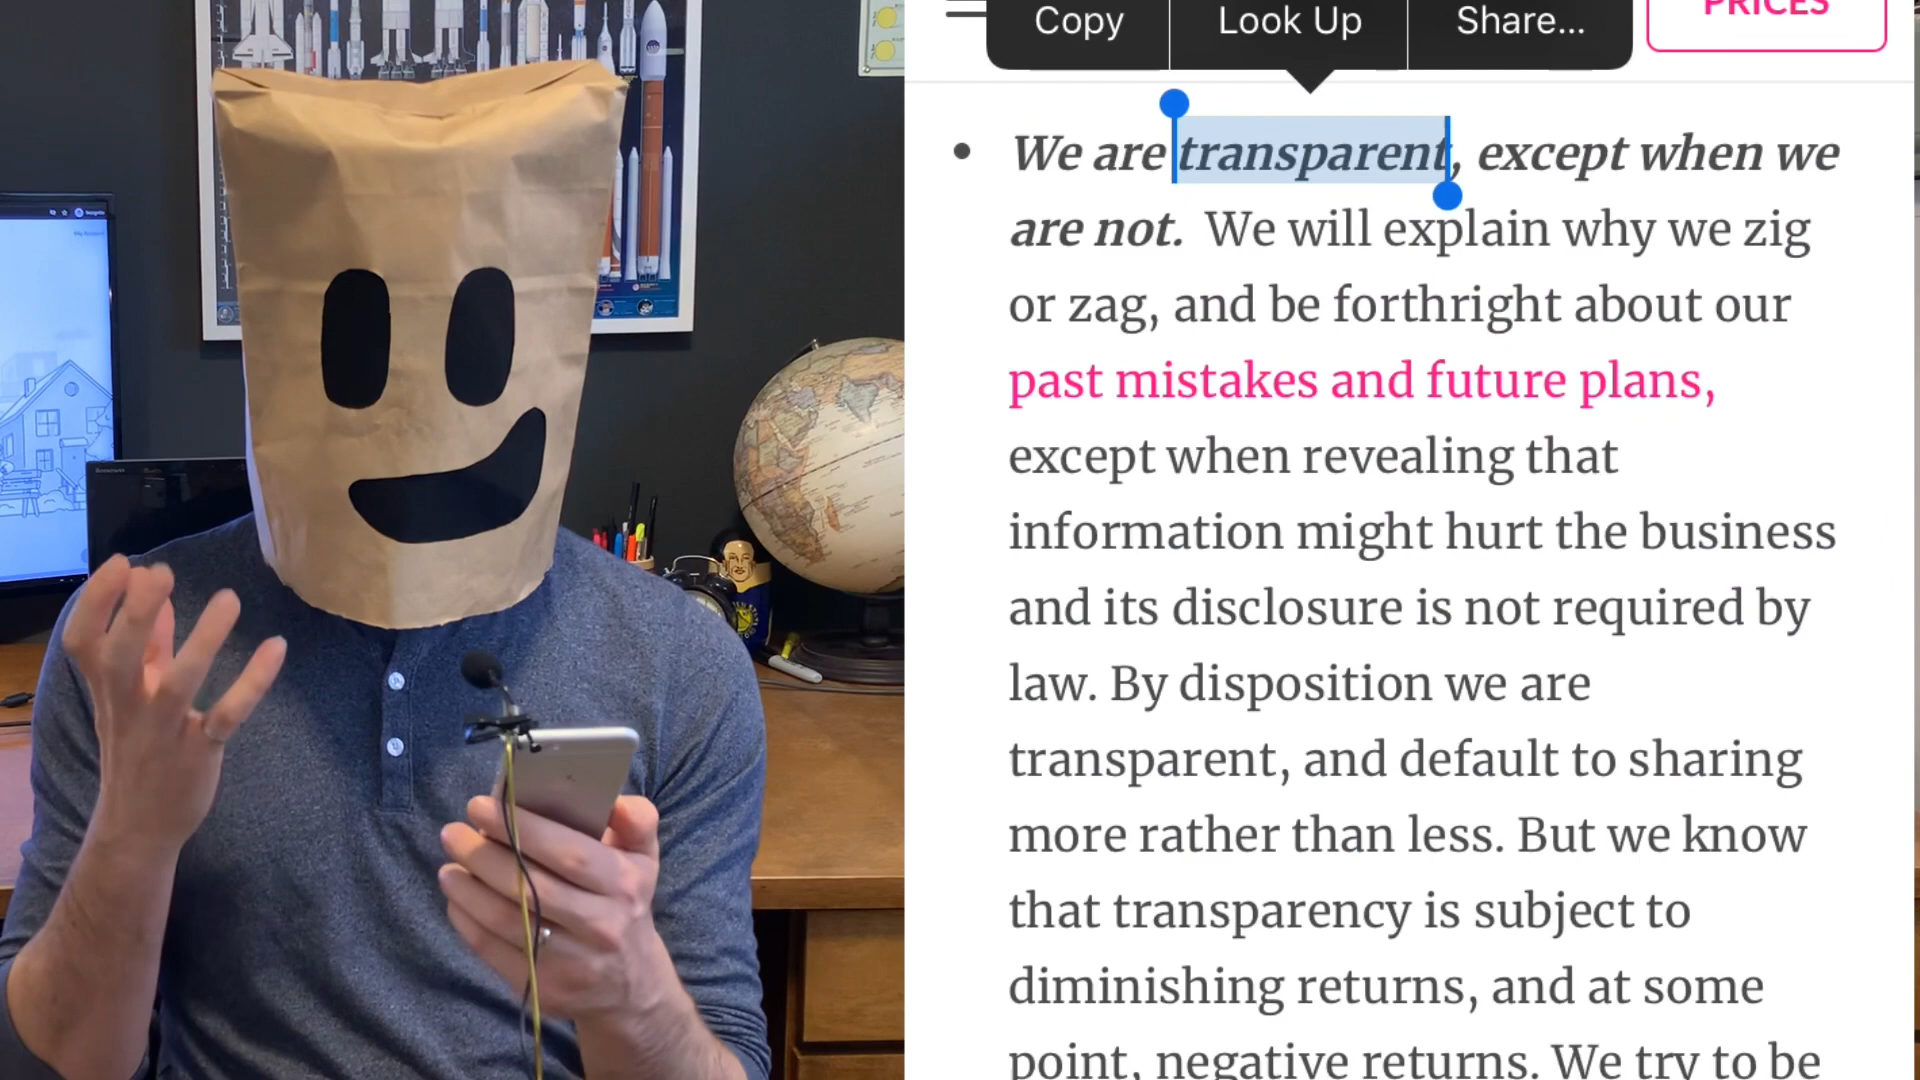 Copy Look Up Share...
PRICES
We are transparent, except when we
are not. We will explain why we zig
or zag, and be forthright about our
past mistakes and future plans,
except when revealing that
information might hurt the business
and its disclosure is not required by
law. By disposition we are
transparent, and default to sharing
more rather than less. But we know
that transparency is subject to
diminishing returns, and at some
point, negative returns. We try to be